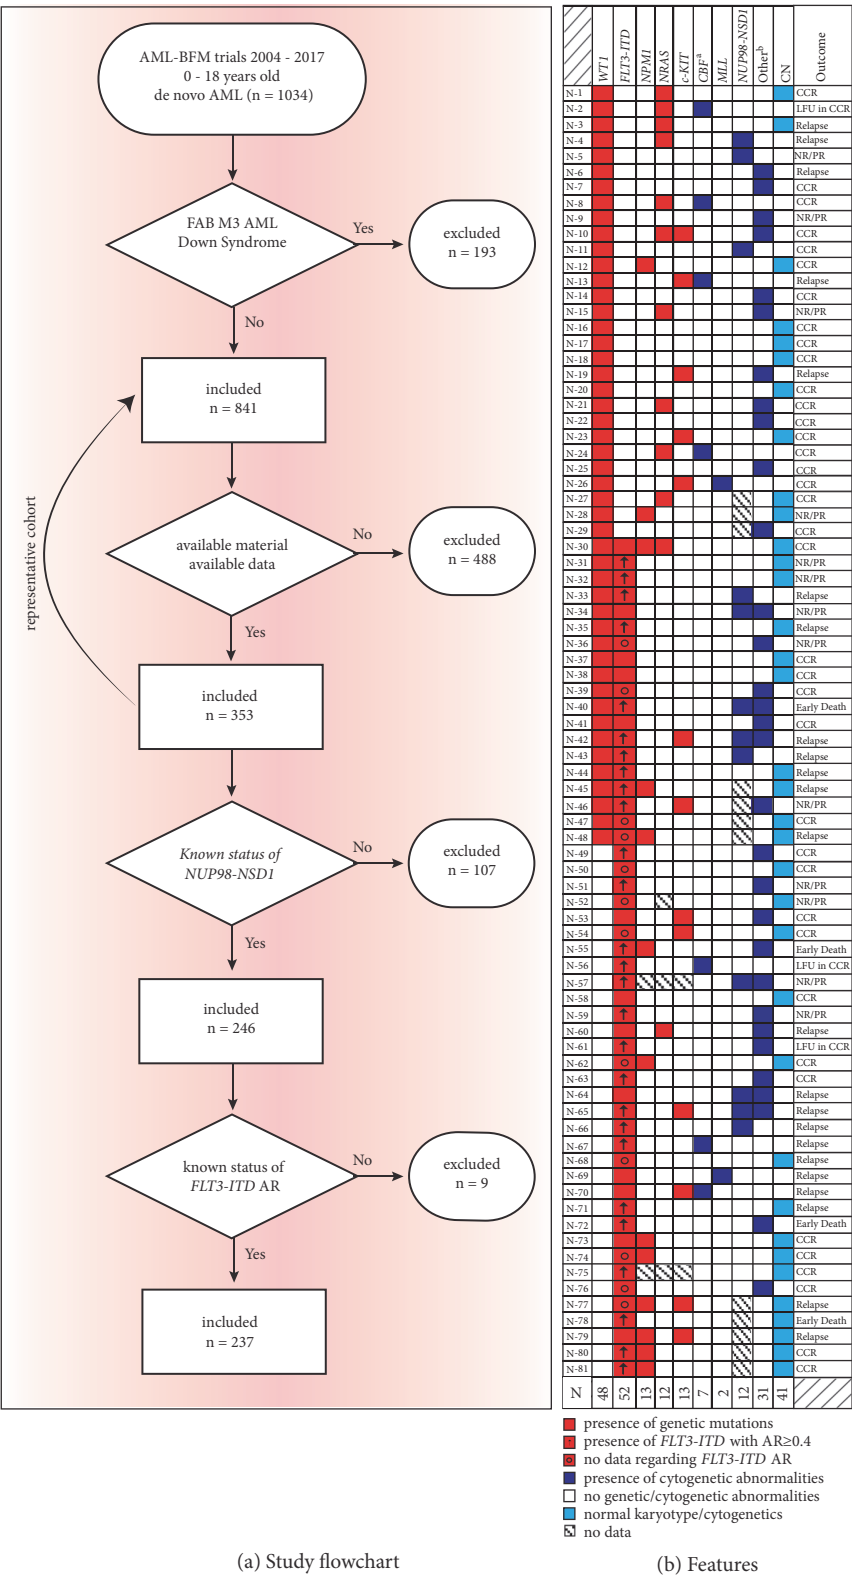 AML-BFM trials 2004 - 2017
0 - 18 years old
de novo AML (n = 1034)
FAB M3 AML
Down Syndrome
Yes
excluded
n = 193
No
included
n = 841
representative cohort
available material
available data
No
excluded
n = 488
Yes
included
n = 353
Known status of
NUP98-NSD1
No
excluded
n = 107
Yes
included
n = 246
known status of
FLT3-ITD AR
No
excluded
n = 9
Yes
included
n = 237
(a) Study flowchart
WT1 FLT3-ITD NPM1 NRAS c-KIT CBFᵃ MLL NUP98-NSD1 Otherᵇ CN Outcome
N-1 CCR
N-2 LFU in CCR
N-3 Relapse
N-4 Relapse
N-5 NR/PR
N-6 Relapse
N-7 CCR
N-8 CCR
N-9 NR/PR
N-10 CCR
N-11 CCR
N-12 CCR
N-13 Relapse
N-14 CCR
N-15 NR/PR
N-16 CCR
N-17 CCR
N-18 CCR
N-19 Relapse
N-20 CCR
N-21 CCR
N-22 CCR
N-23 CCR
N-24 CCR
N-25 CCR
N-26 CCR
N-27 CCR
N-28 NR/PR
N-29 CCR
N-30 CCR
N-31 NR/PR
N-32 NR/PR
N-33 Relapse
N-34 NR/PR
N-35 Relapse
N-36 NR/PR
N-37 CCR
N-38 CCR
N-39 CCR
N-40 Early Death
N-41 CCR
N-42 Relapse
N-43 Relapse
N-44 Relapse
N-45 Relapse
N-46 NR/PR
N-47 CCR
N-48 Relapse
N-49 CCR
N-50 CCR
N-51 NR/PR
N-52 NR/PR
N-53 CCR
N-54 CCR
N-55 Early Death
N-56 LFU in CCR
N-57 NR/PR
N-58 CCR
N-59 NR/PR
N-60 Relapse
N-61 LFU in CCR
N-62 CCR
N-63 CCR
N-64 Relapse
N-65 Relapse
N-66 Relapse
N-67 Relapse
N-68 Relapse
N-69 Relapse
N-70 Relapse
N-71 Relapse
N-72 Early Death
N-73 CCR
N-74 CCR
N-75 CCR
N-76 CCR
N-77 Relapse
N-78 Early Death
N-79 Relapse
N-80 CCR
N-81 CCR
N 48 52 13 12 13 7 2 12 31 41
presence of genetic mutations
presence of FLT3-ITD with AR≥0.4
no data regarding FLT3-ITD AR
presence of cytogenetic abnormalities
no genetic/cytogenetic abnormalities
normal karyotype/cytogenetics
no data
(b) Features